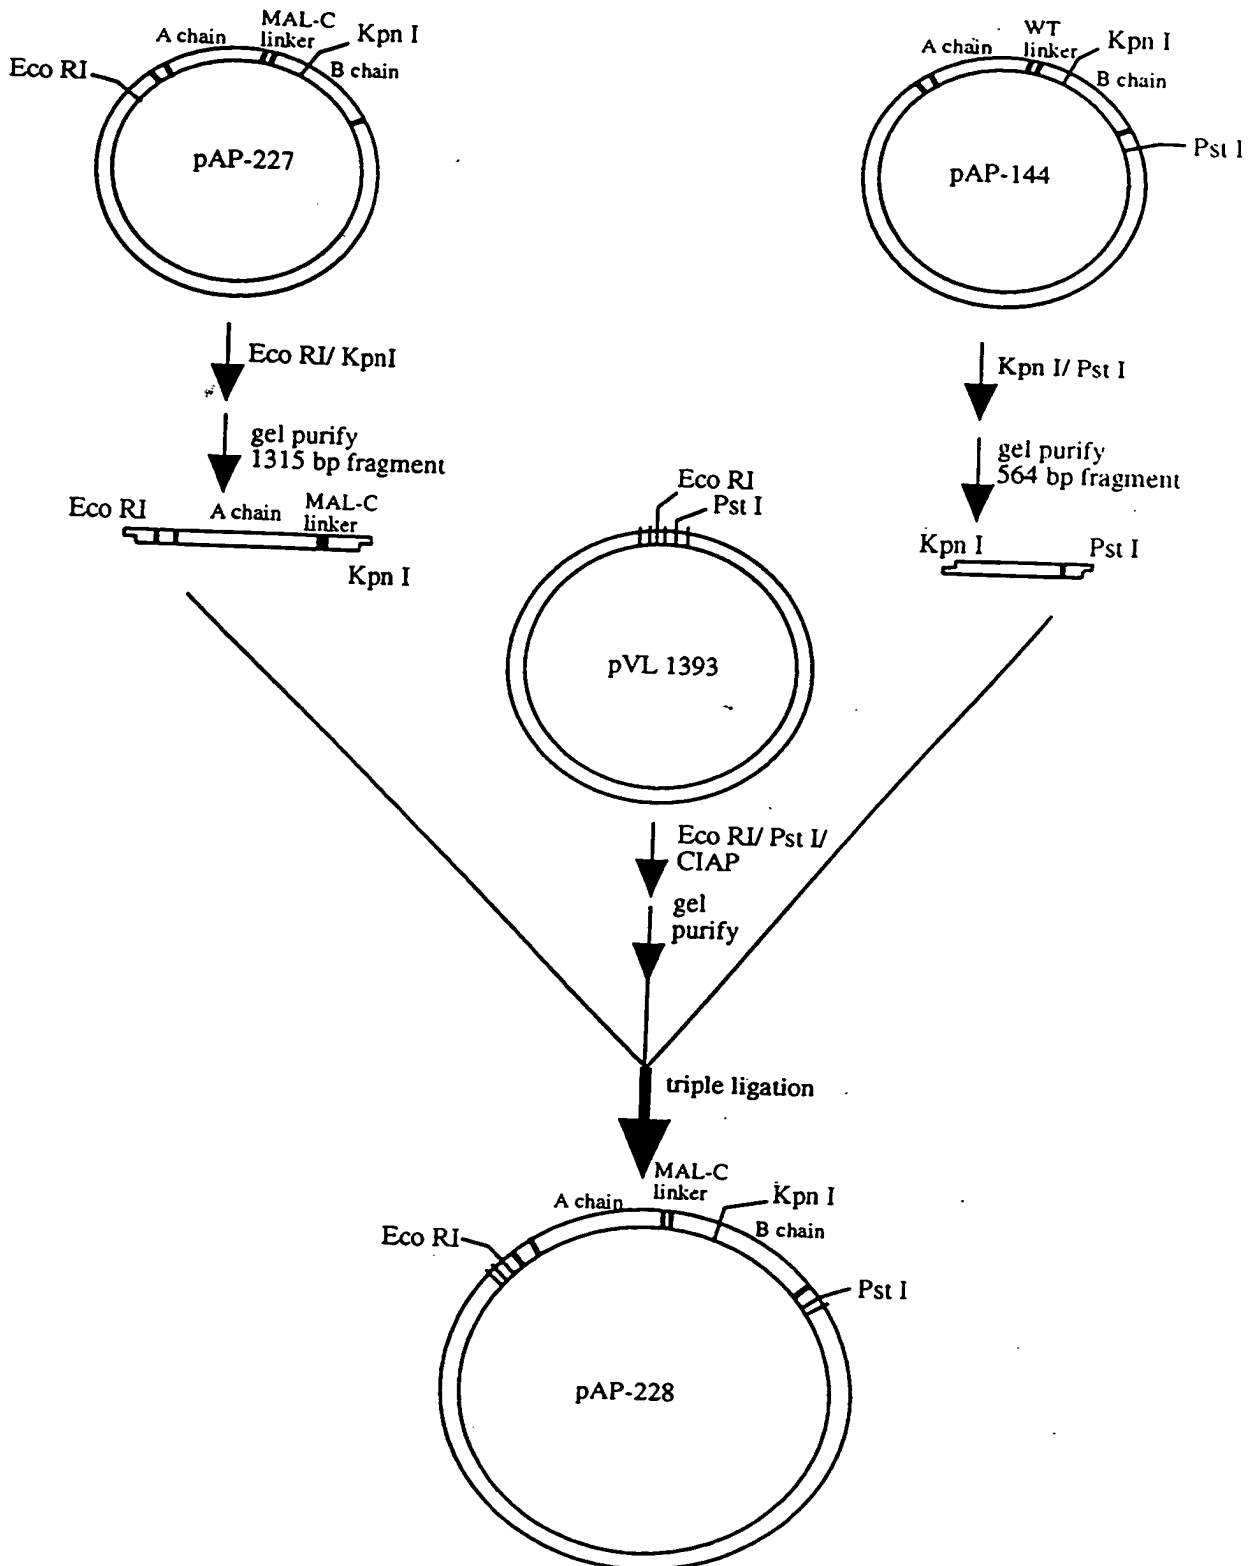 A chain
MAL-C
linker
Kpn I
Eco RI
B chain
pAP-227
A chain
WT
linker
Kpn I
B chain
Pst I
pAP-144
Eco RI/ KpnI
gel purify
1315 bp fragment
Eco RI
A chain
MAL-C
linker
Kpn I
Kpn I/ Pst I
gel purify
564 bp fragment
Kpn I
Pst I
Eco RI
Pst I
pVL 1393
Eco RI/ Pst I/
CIAP
gel
purify
triple ligation
A chain
MAL-C
linker
Kpn I
Eco RI
B chain
Pst I
pAP-228